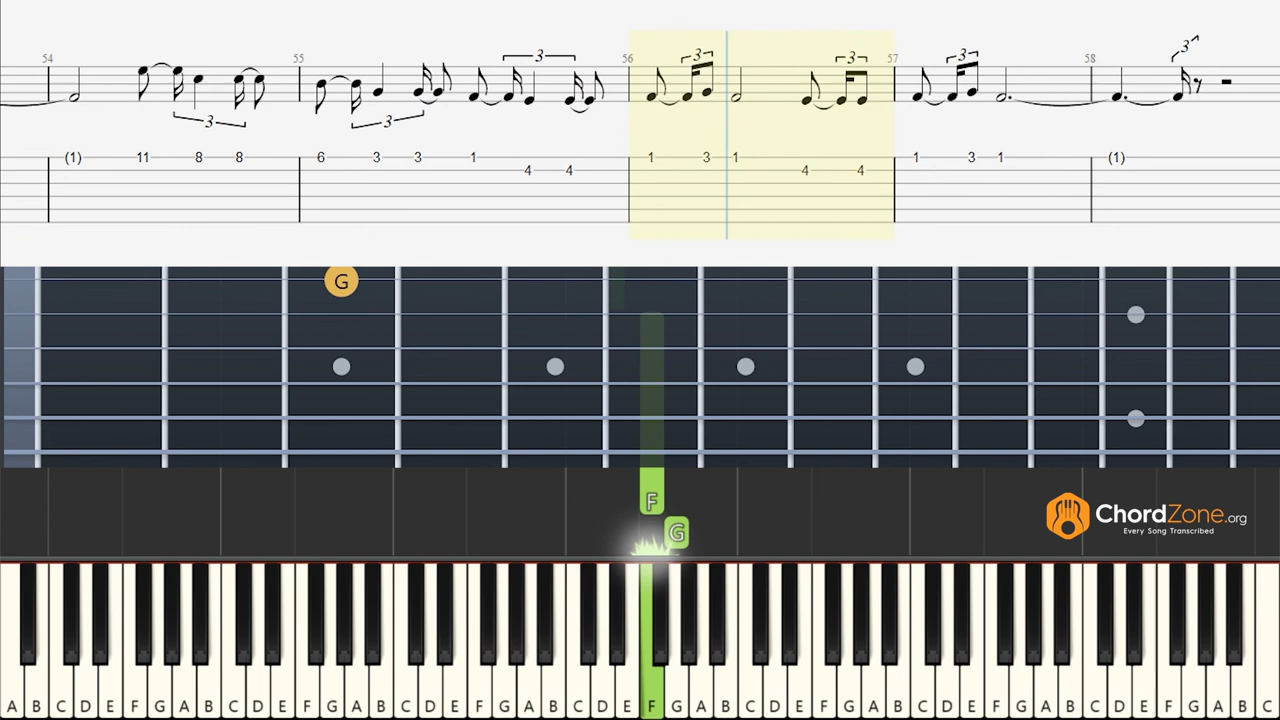 54 55 56 57 58
3 3 3 3 3 3 3
(1) 11 8 8 6 3 3 1 4 4 1 3 1 4 4 1 3 1 (1)
G
F
G
ChordZone.org
Every Song Transcribed
A B C D E F G A B C D E F G A B C D E F G A B C D E F G A B C D E F G A B C D E F G A B C D E F G A B C